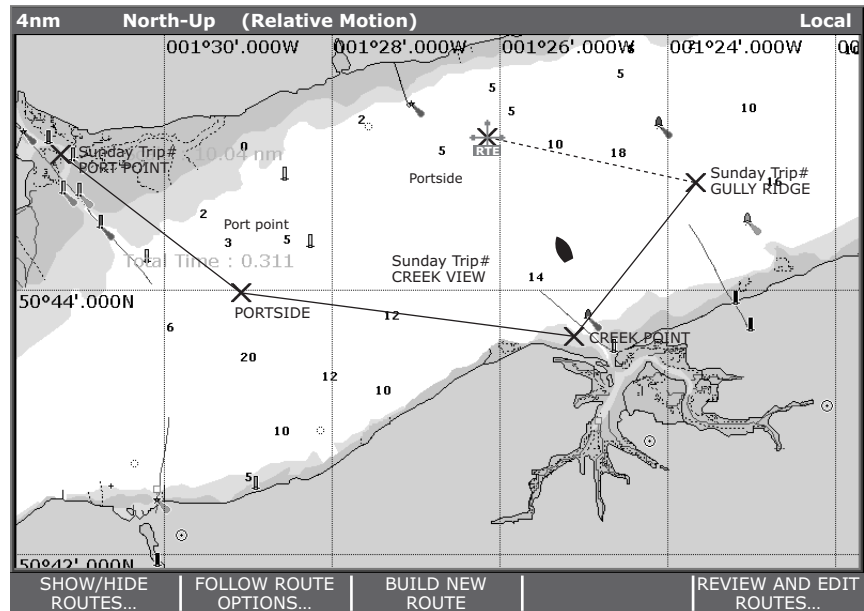 4nm North-Up (Relative Motion) Local
001°30'.000W 001°28'.000W 001°26'.000W 001°24'.000W 00
5
5
10
2
5
0
5
10
18
RTE
Sunday Trip#
PORT POINT
10.04 nm
Portside
Sunday Trip#
GULLY RIDGE
16
2
Port point
3
5
Total Time : 0.311
Sunday Trip#
CREEK VIEW
14
50°44'.000N
PORTSIDE
12
6
CREEK POINT
20
12
10
10
5
50°42'.000N
SHOW/HIDE
ROUTES...
FOLLOW ROUTE
OPTIONS...
BUILD NEW
ROUTE
REVIEW AND EDIT
ROUTES...